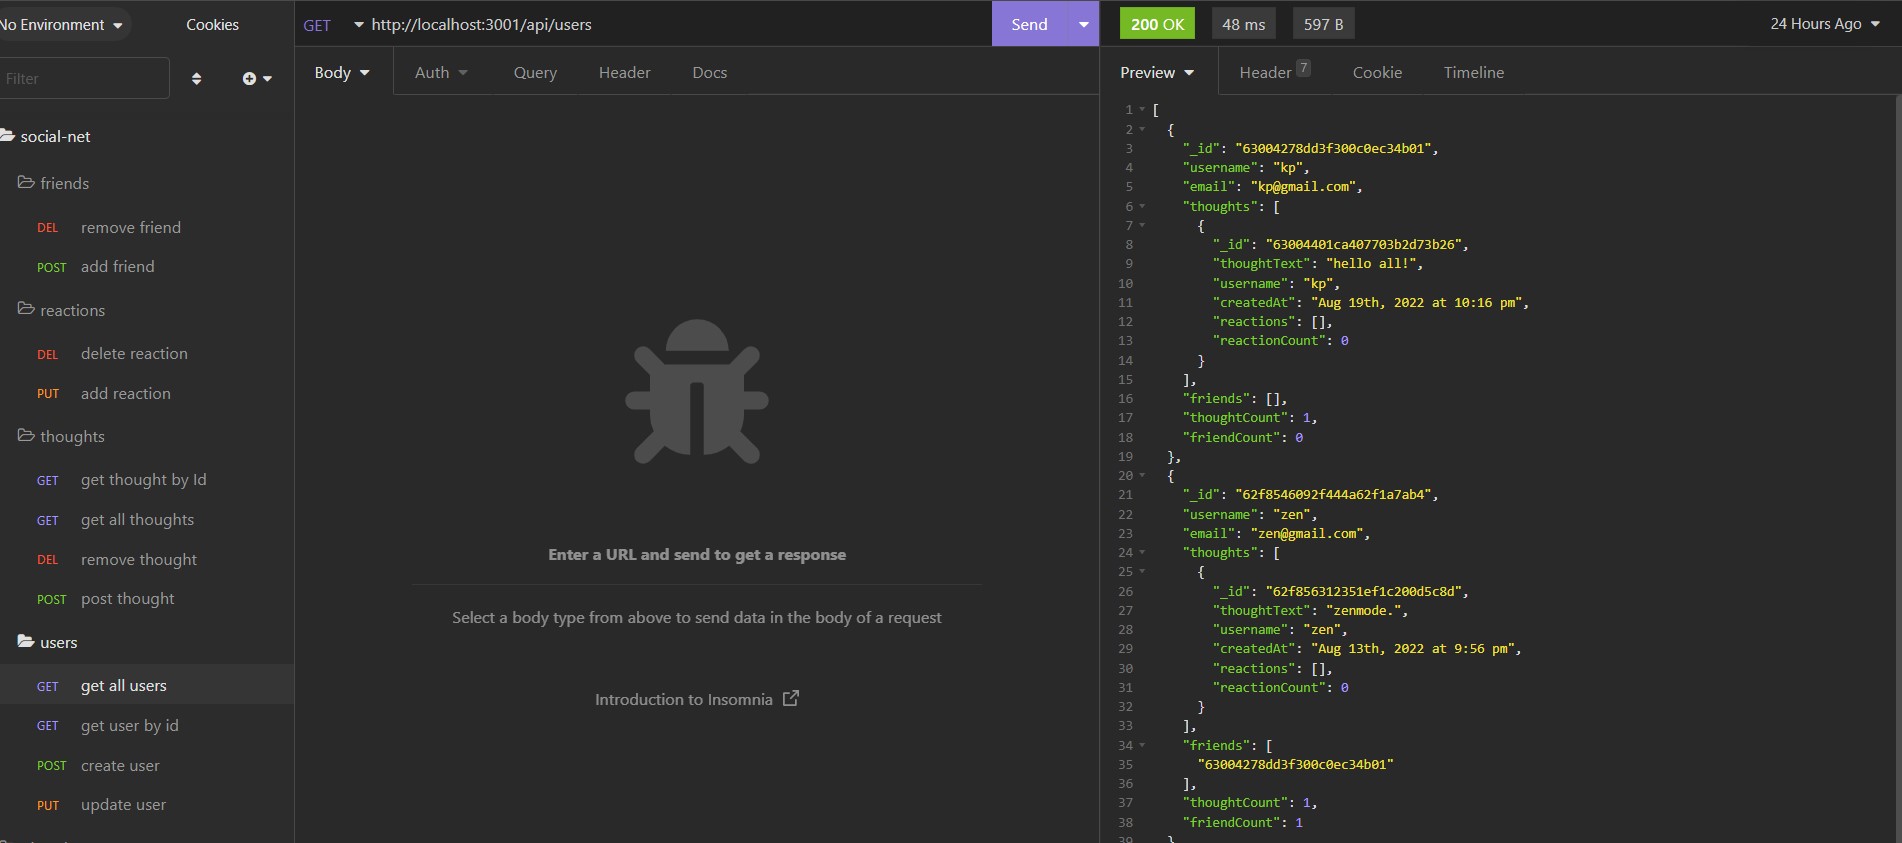 No Environment
Cookies
Filter
social-net
friends
DEL remove friend
POST add friend
reactions
DEL delete reaction
PUT add reaction
thoughts
GET get thought by Id
GET get all thoughts
DEL remove thought
POST post thought
users
GET get all users
GET get user by id
POST create user
PUT update user
GET http://localhost:3001/api/users Send
Body Auth Query Header Docs
Enter a URL and send to get a response
Select a body type from above to send data in the body of a request
Introduction to Insomnia
200 OK 48 ms 597 B 24 Hours Ago
Preview Header 7 Cookie Timeline
1 [
2 {
3 "_id": "63004278dd3f300c0ec34b01",
4 "username": "kp",
5 "email": "kp@gmail.com",
6 "thoughts": [
7 {
8 "_id": "63004401ca407703b2d73b26",
9 "thoughtText": "hello all!",
10 "username": "kp",
11 "createdAt": "Aug 19th, 2022 at 10:16 pm",
12 "reactions": [],
13 "reactionCount": 0
14 }
15 ],
16 "friends": [],
17 "thoughtCount": 1,
18 "friendCount": 0
19 },
20 {
21 "_id": "62f8546092f444a62f1a7ab4",
22 "username": "zen",
23 "email": "zen@gmail.com",
24 "thoughts": [
25 {
26 "_id": "62f856312351ef1c200d5c8d",
27 "thoughtText": "zenmode.",
28 "username": "zen",
29 "createdAt": "Aug 13th, 2022 at 9:56 pm",
30 "reactions": [],
31 "reactionCount": 0
32 }
33 ],
34 "friends": [
35 "63004278dd3f300c0ec34b01"
36 ],
37 "thoughtCount": 1,
38 "friendCount": 1
39 }